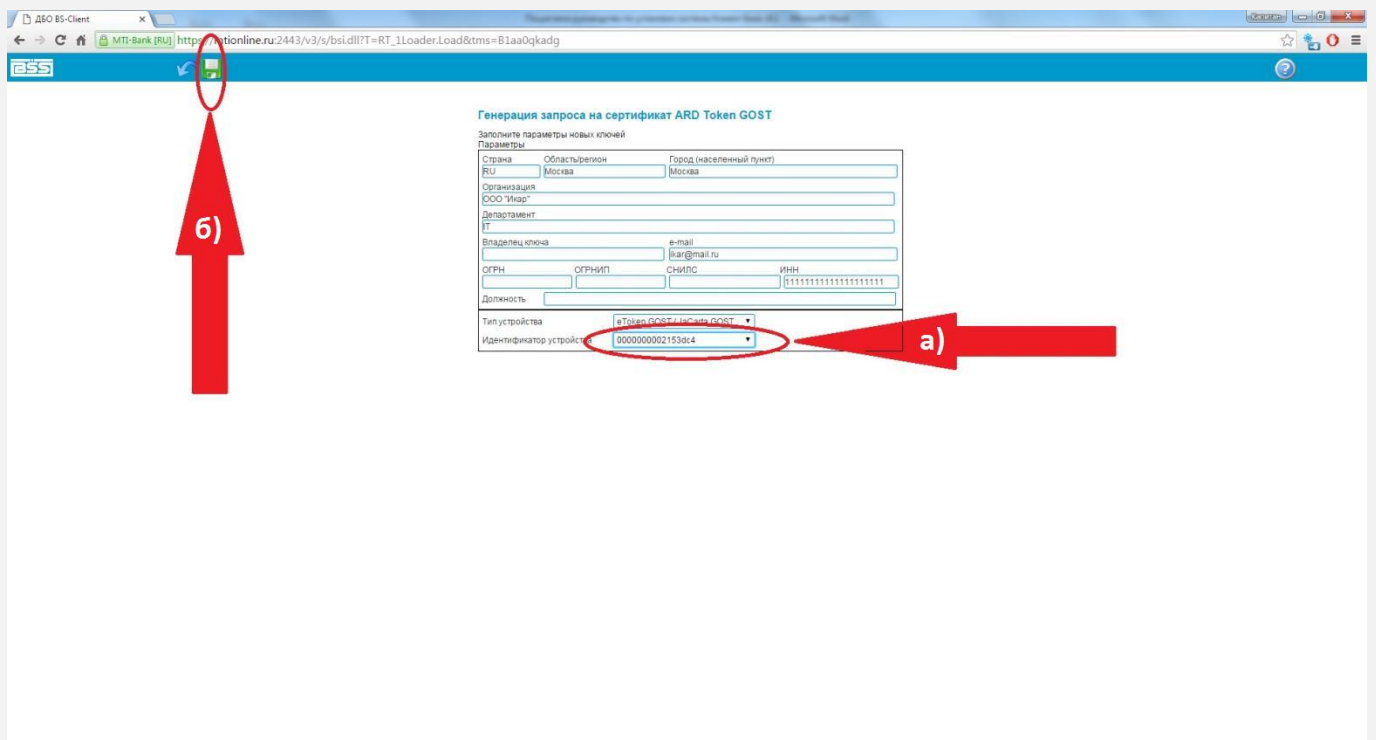 ДБО BS-Client
MTI-Bank [RU] https://mtionline.ru:2443/v3/s/bsi.dll?T=RT_1Loader.Load&tms=B1aa0qkadg
BSS
Генерация запроса на сертификат ARD Token GOST
Заполните параметры новых ключей
Параметры
Страна Область/регион Город (населенный пункт)
RU Москва Москва
Организация
ООО "Икар"
Департамент
IT
Владелец ключа e-mail
ikar@mail.ru
ОГРН ОГРНИП СНИЛС ИНН
Должность
Тип устройства eToken GOST / JaCarta GOST
Идентификатор устройства 0000000002153dc4
а)
б)